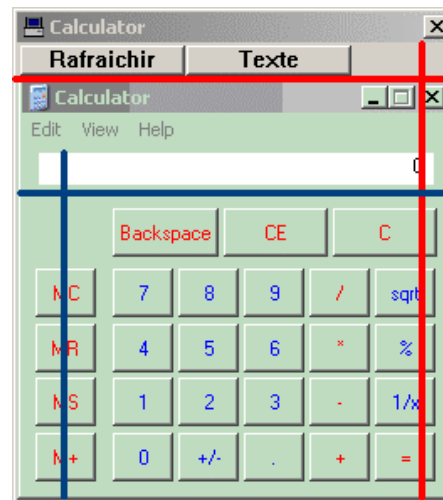 Calculator
Rafraichir Texte
Calculator
Edit View Help
0
Backspace CE C
MC 7 8 9 / sqrt
MR 4 5 6 * %
MS 1 2 3 - 1/x
M+ 0 +/- . + =